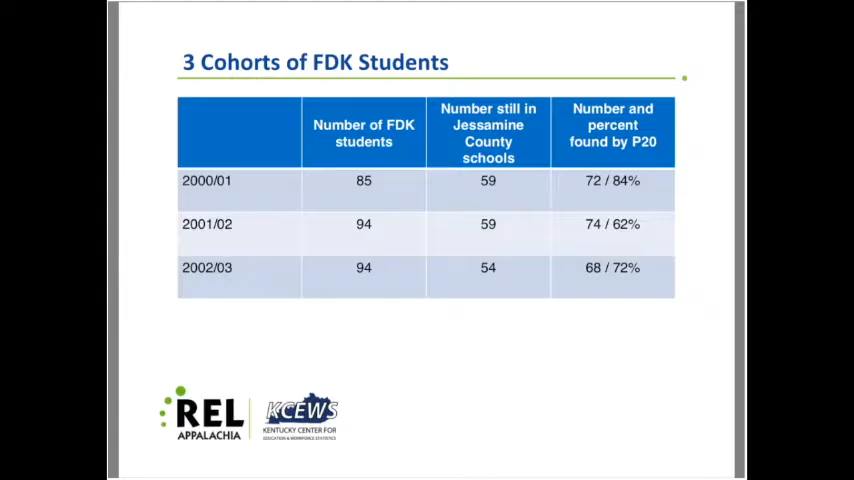 3 Cohorts of FDK Students
Number of FDK students
Number still in Jessamine County schools
Number and percent found by P20
2000/01 85 59 72 / 84%
2001/02 94 59 74 / 62%
2002/03 94 54 68 / 72%
REL
APPALACHIA
KCEWS
KENTUCKY CENTER FOR
EDUCATION & WORKFORCE STATISTICS